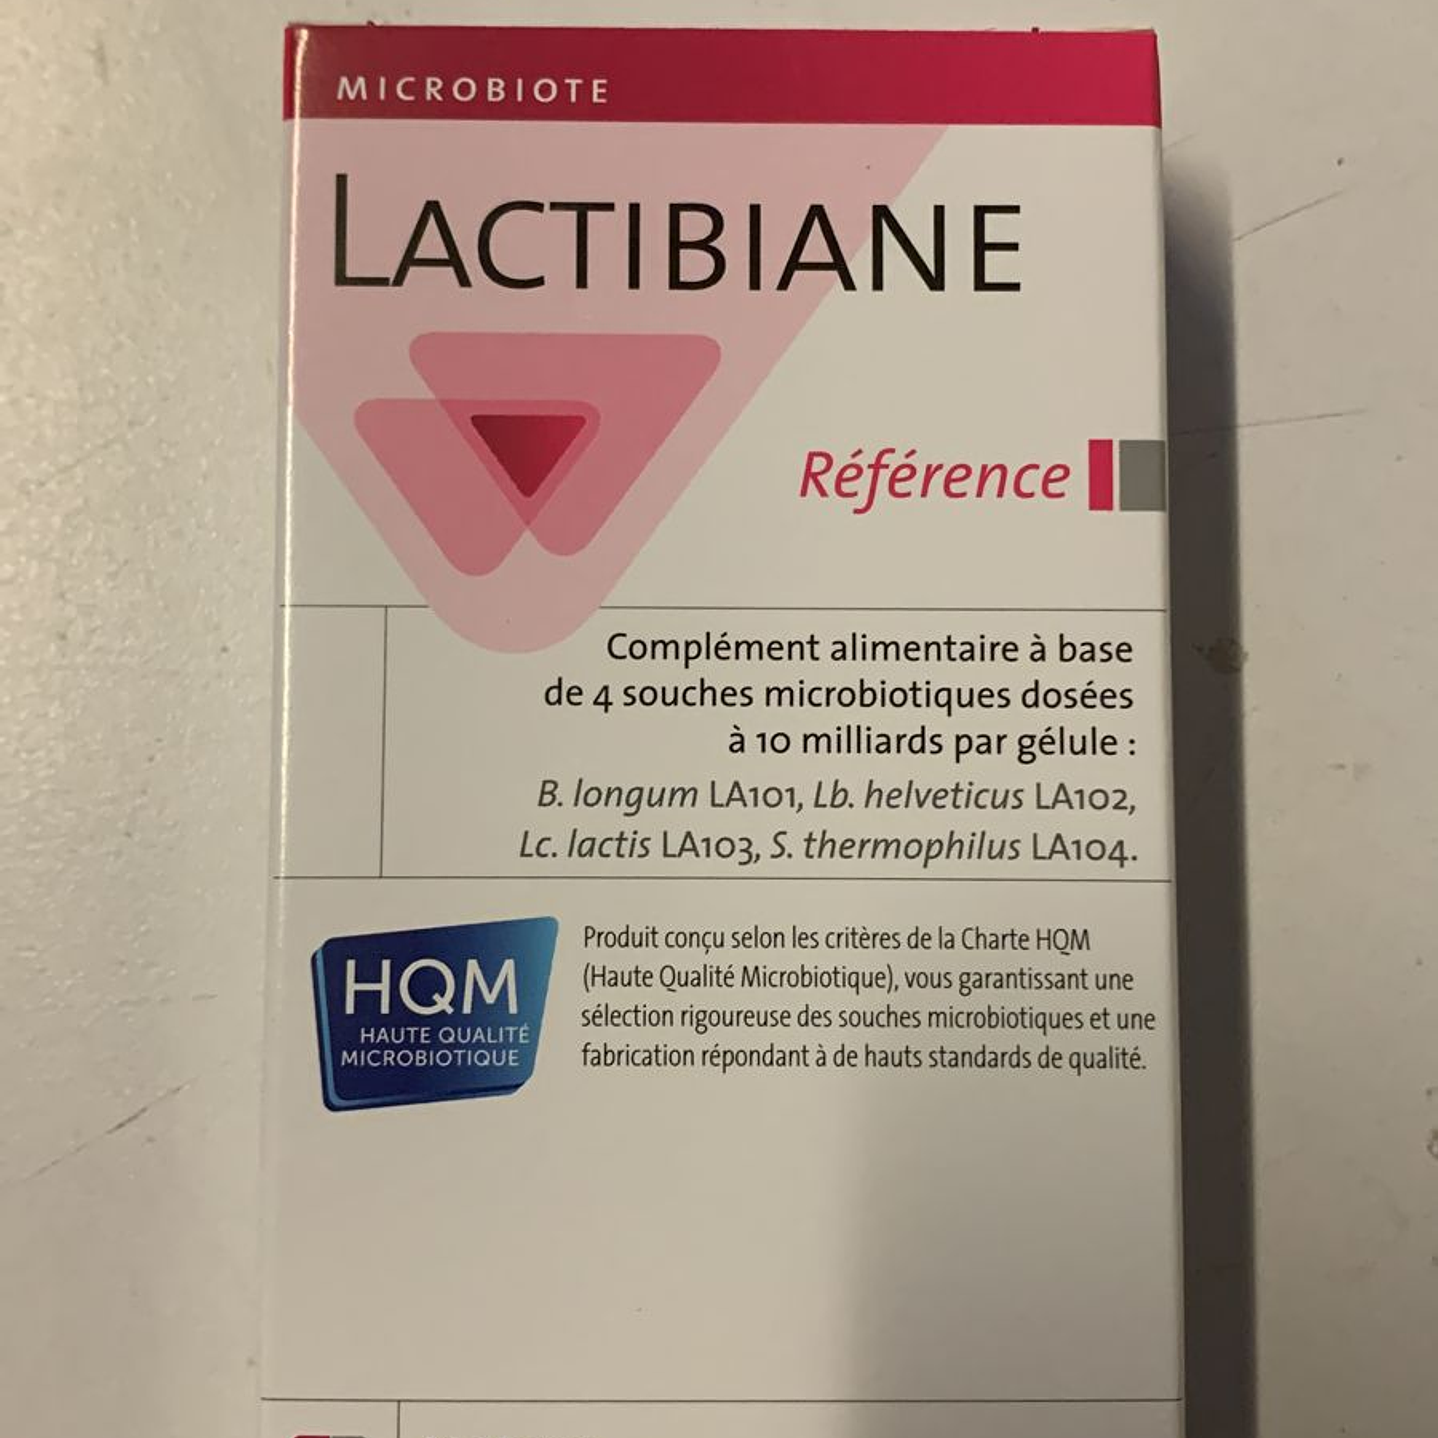 MICROBIOTE
LACTIBIANE
Référence
Complément alimentaire à base
de 4 souches microbiotiques dosées
à 10 milliards par gélule :
B. longum LA101, Lb. helveticus LA102,
Lc. lactis LA103, S. thermophilus LA104.
HQM
HAUTE QUALITÉ
MICROBIOTIQUE
Produit conçu selon les critères de la Charte HQM
(Haute Qualité Microbiotique), vous garantissant une
sélection rigoureuse des souches microbiotiques et une
fabrication répondant à de hauts standards de qualité.